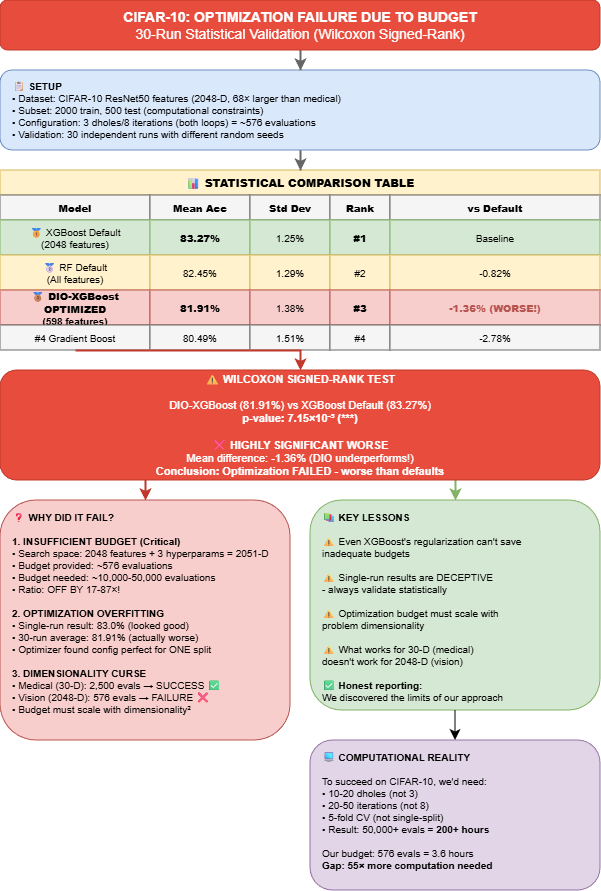 CIFAR-10: OPTIMIZATION FAILURE DUE TO BUDGET
30-Run Statistical Validation (Wilcoxon Signed-Rank)
📋 SETUP
• Dataset: CIFAR-10 ResNet50 features (2048-D, 68× larger than medical)
• Subset: 2000 train, 500 test (computational constraints)
• Configuration: 3 dholes/8 iterations (both loops) = ~576 evaluations
• Validation: 30 independent runs with different random seeds
📊 STATISTICAL COMPARISON TABLE
Model Mean Acc Std Dev Rank vs Default
🥇 XGBoost Default
(2048 features)
83.27% 1.25% #1 Baseline
🥈 RF Default
(All features)
82.45% 1.29% #2 -0.82%
🥉 DIO-XGBoost
OPTIMIZED
(598 features)
81.91% 1.38% #3 -1.36% (WORSE!)
#4 Gradient Boost 80.49% 1.51% #4 -2.78%
⚠️ WILCOXON SIGNED-RANK TEST
DIO-XGBoost (81.91%) vs XGBoost Default (83.27%)
p-value: 7.15×10⁻⁵ (***)
❌ HIGHLY SIGNIFICANT WORSE
Mean difference: -1.36% (DIO underperforms!)
Conclusion: Optimization FAILED - worse than defaults
❓ WHY DID IT FAIL?
1. INSUFFICIENT BUDGET (Critical)
• Search space: 2048 features + 3 hyperparams = 2051-D
• Budget provided: ~576 evaluations
• Budget needed: ~10,000-50,000 evaluations
• Ratio: OFF BY 17-87×!
2. OPTIMIZATION OVERFITTING
• Single-run result: 83.0% (looked good)
• 30-run average: 81.91% (actually worse)
• Optimizer found config perfect for ONE split
3. DIMENSIONALITY CURSE
• Medical (30-D): 2,500 evals → SUCCESS ✅
• Vision (2048-D): 576 evals → FAILURE ❌
• Budget must scale with dimensionality²
📚 KEY LESSONS
⚠️ Even XGBoost's regularization can't save
inadequate budgets
⚠️ Single-run results are DECEPTIVE
- always validate statistically
⚠️ Optimization budget must scale with
problem dimensionality
⚠️ What works for 30-D (medical)
doesn't work for 2048-D (vision)
✅ Honest reporting:
We discovered the limits of our approach
💻 COMPUTATIONAL REALITY
To succeed on CIFAR-10, we'd need:
• 10-20 dholes (not 3)
• 20-50 iterations (not 8)
• 5-fold CV (not single-split)
• Result: 50,000+ evals = 200+ hours
Our budget: 576 evals = 3.6 hours
Gap: 55× more computation needed